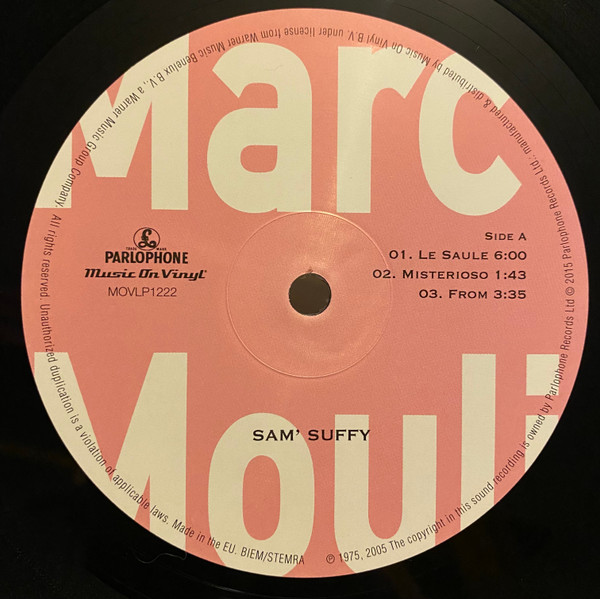 Marc
SIDE A
PARLOPHONE
TRADE MARK
Music On Vinyl
MOVLP1222
01. LE SAULE 6:00
02. MISTERIOSO 1:43
03. FROM 3:35
SAM' SUFFY
Mouli
℗ 1975, 2005 The copyright in this sound recording is owned by Parlophone Records Ltd © 2015 Parlophone Records Ltd.; manufactured & distributed by Music On Vinyl B.V. under license from Warner Music Benelux B.V., a Warner Music Group Company. All rights reserved. Unauthorized duplication is a violation of applicable laws. Made in the EU. BIEM/STEMRA